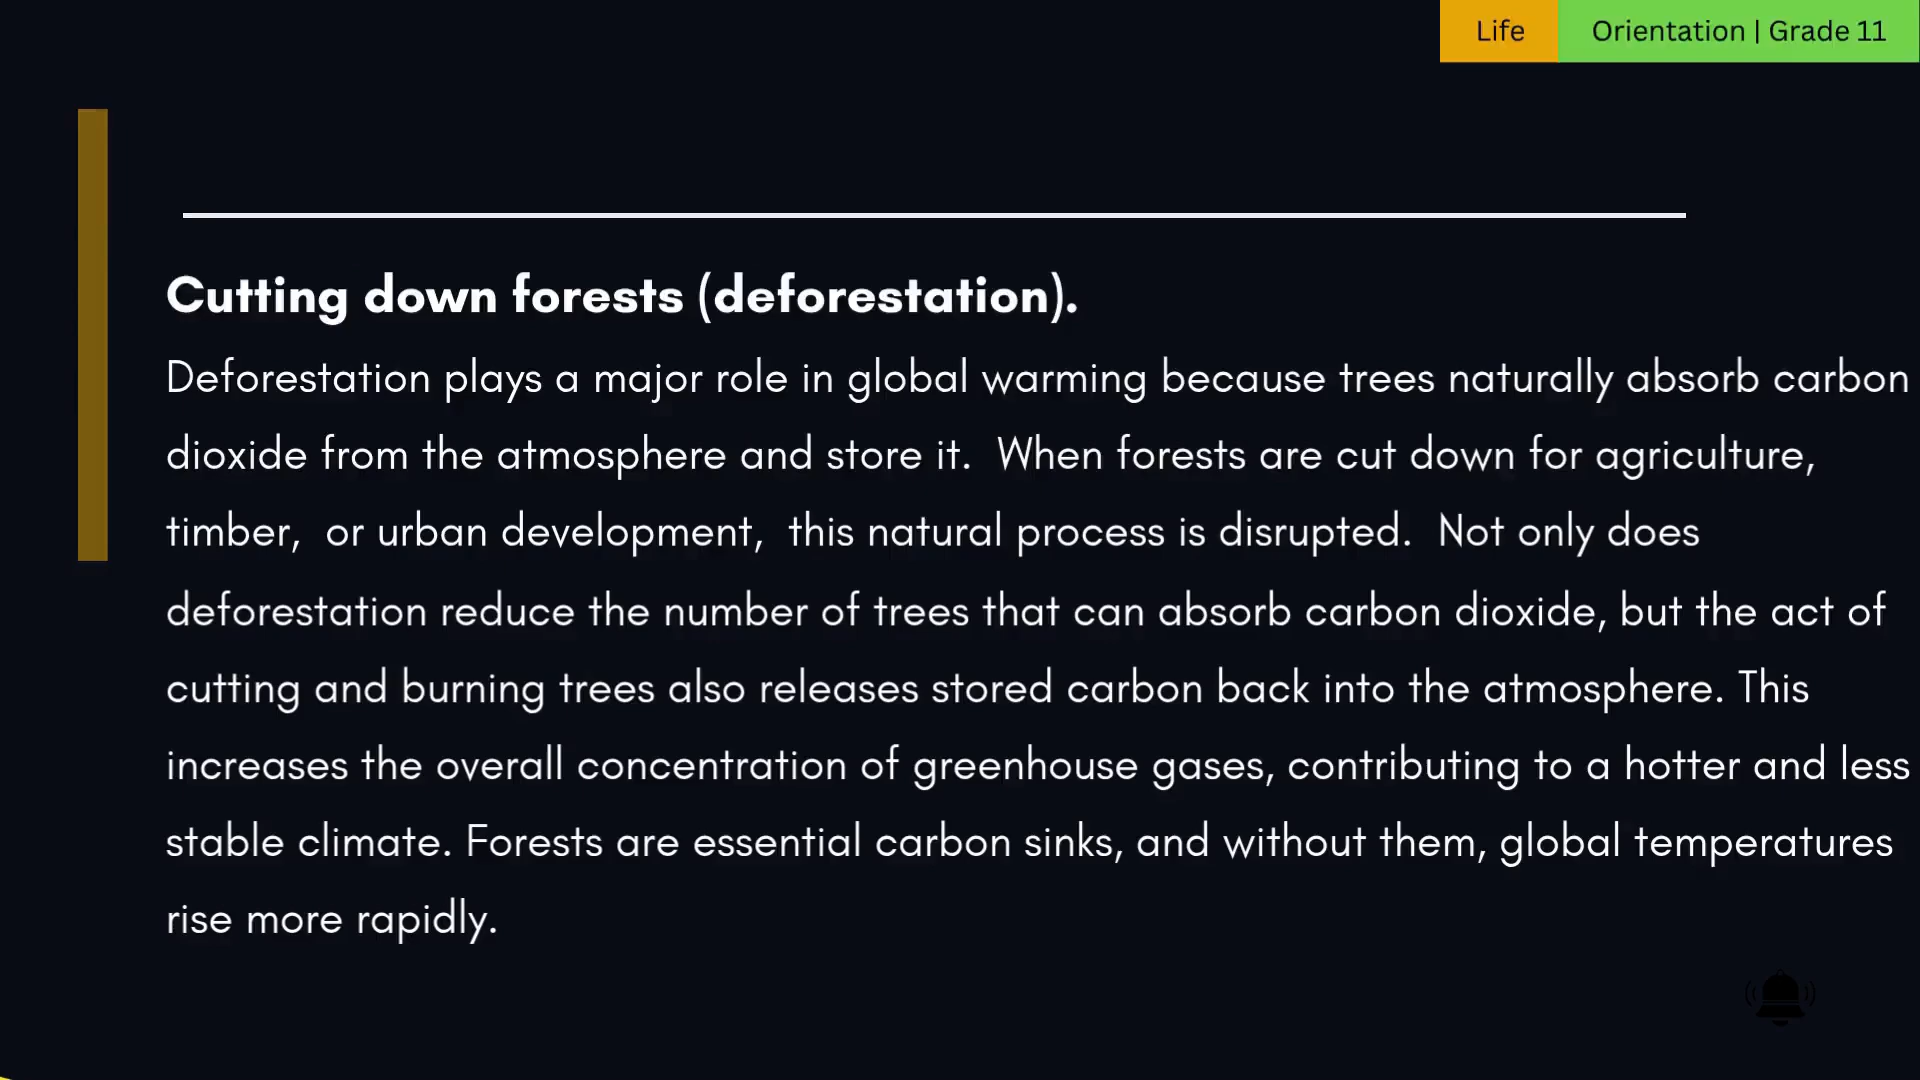 Life Orientation | Grade 11
Cutting down forests (deforestation).
Deforestation plays a major role in global warming because trees naturally absorb carbon
dioxide from the atmosphere and store it.  When forests are cut down for agriculture,
timber,  or urban development,  this natural process is disrupted.  Not only does
deforestation reduce the number of trees that can absorb carbon dioxide, but the act of
cutting and burning trees also releases stored carbon back into the atmosphere. This
increases the overall concentration of greenhouse gases, contributing to a hotter and less
stable climate. Forests are essential carbon sinks, and without them, global temperatures
rise more rapidly.